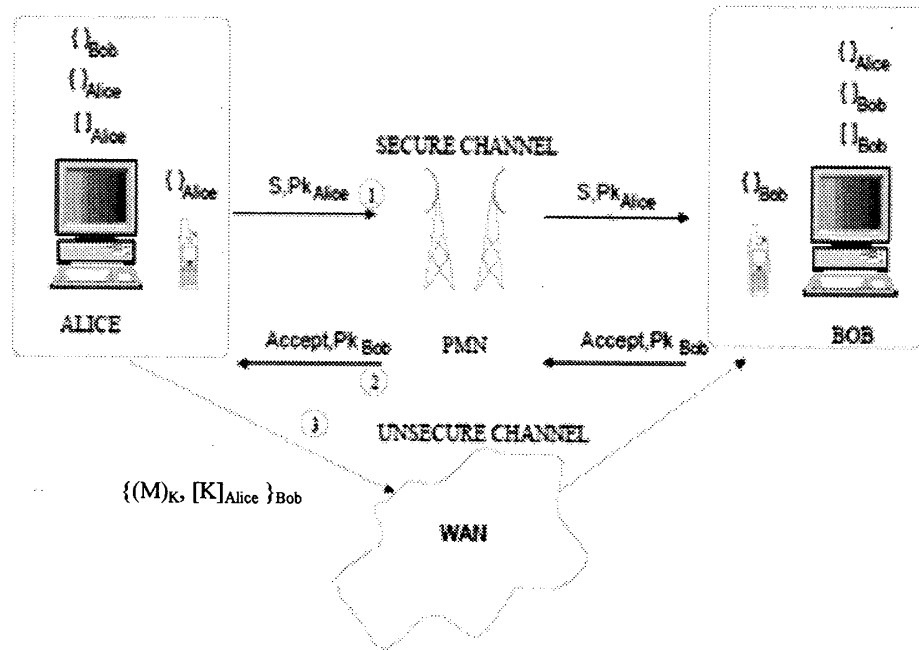 { }Bob
{ }Alice
[ ]Alice
{ }Alice
ALICE
S,PkAlice
1
SECURE CHANNEL
PMN
S,PkAlice
{ }Alice
{ }Bob
[ ]Bob
{ }Bob
BOB
Accept,PkBob
2
Accept,PkBob
3
UNSECURE CHANNEL
{(M)K, [K]Alice }Bob
WAN